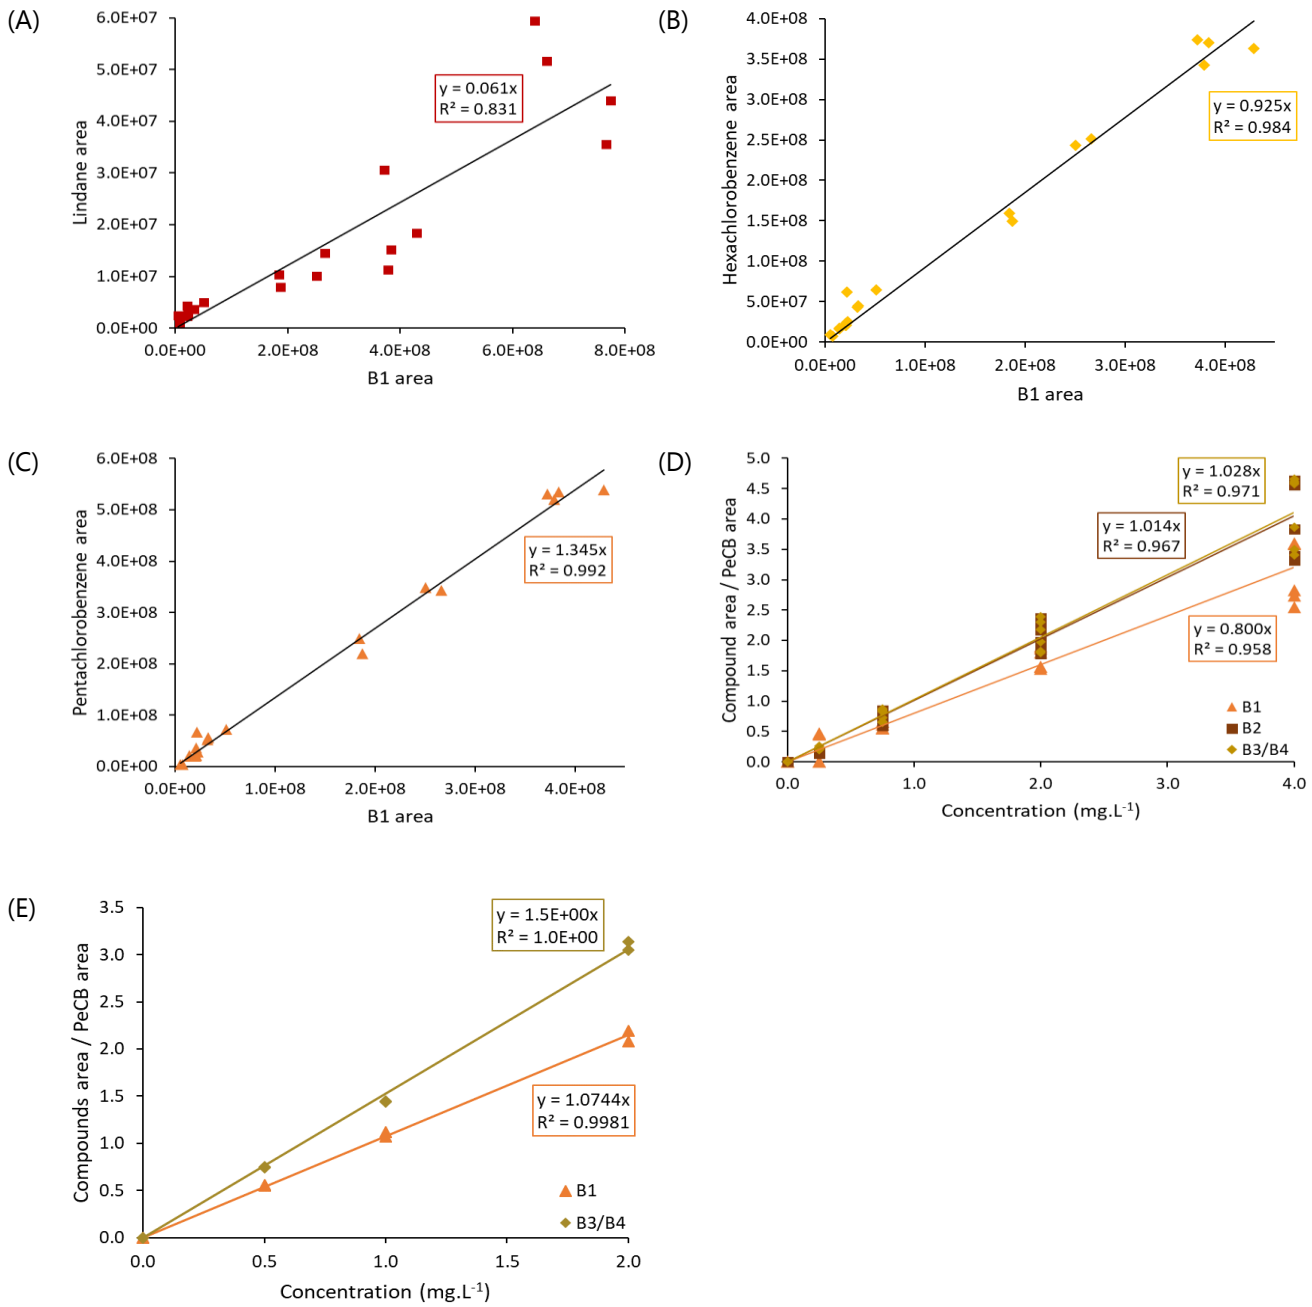 (A)
6.0E+07
5.0E+07
4.0E+07
3.0E+07
2.0E+07
1.0E+07
0.0E+00
Lindane area
y = 0.061x
R² = 0.831
0.0E+00 2.0E+08 4.0E+08 6.0E+08 8.0E+08
B1 area
(B)
4.0E+08
3.5E+08
3.0E+08
2.5E+08
2.0E+08
1.5E+08
1.0E+08
5.0E+07
0.0E+00
Hexachlorobenzene area
y = 0.925x
R² = 0.984
0.0E+00 1.0E+08 2.0E+08 3.0E+08 4.0E+08
B1 area
(C)
6.0E+08
5.0E+08
4.0E+08
3.0E+08
2.0E+08
1.0E+08
0.0E+00
Pentachlorobenzene area
y = 1.345x
R² = 0.992
0.0E+00 1.0E+08 2.0E+08 3.0E+08 4.0E+08
B1 area
(D)
5.0
4.5
4.0
3.5
3.0
2.5
2.0
1.5
1.0
0.5
0.0
Compound area / PeCB area
y = 1.028x
R² = 0.971
y = 1.014x
R² = 0.967
y = 0.800x
R² = 0.958
B1
B2
B3/B4
0.0 1.0 2.0 3.0 4.0
Concentration (mg.L⁻¹)
(E)
3.5
3.0
2.5
2.0
1.5
1.0
0.5
0.0
Compounds area / PeCB area
y = 1.5E+00x
R² = 1.0E+00
y = 1.0744x
R² = 0.9981
B1
B3/B4
0.0 0.5 1.0 1.5 2.0
Concentration (mg.L⁻¹)